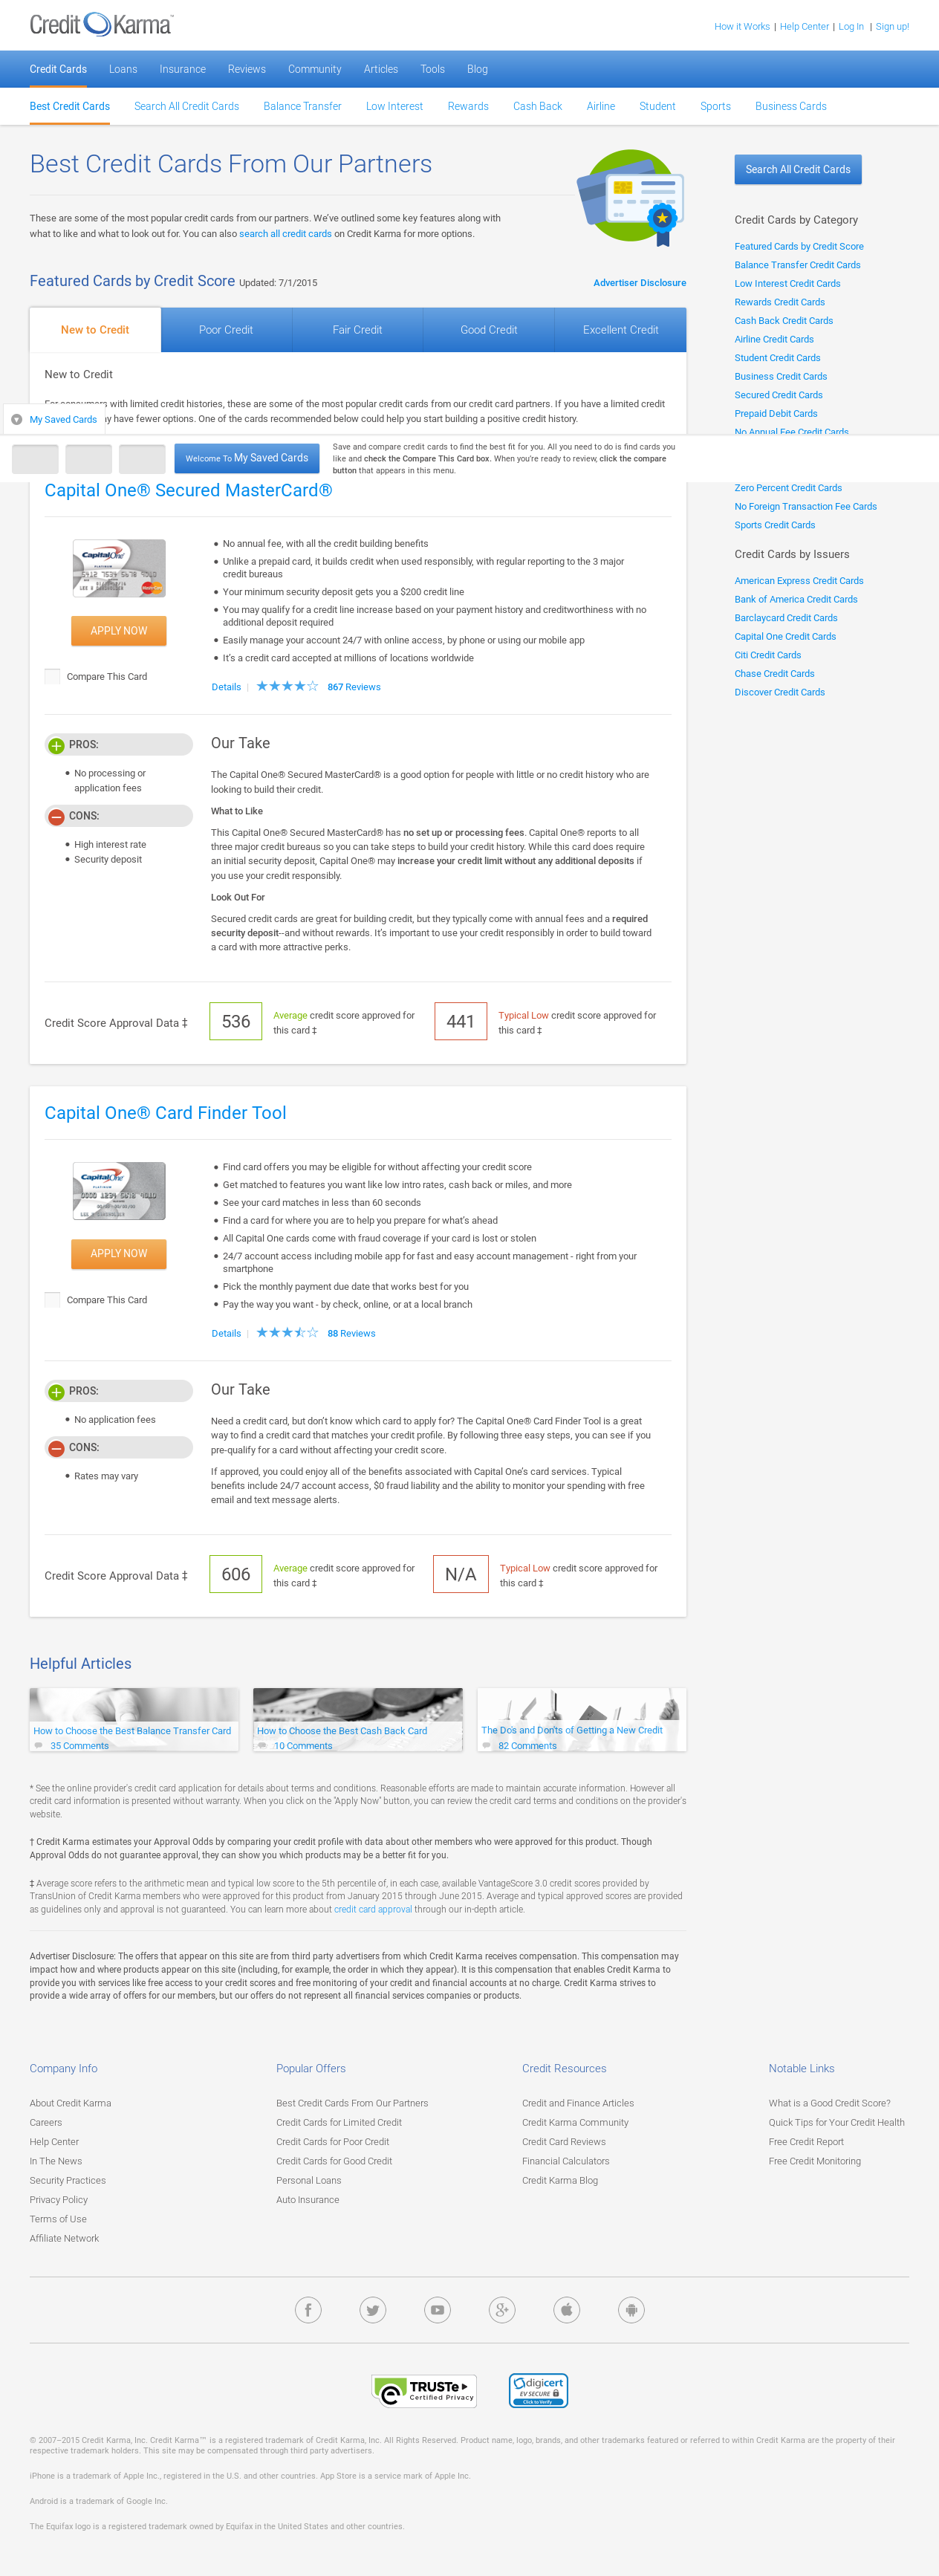 Credit Karma™
How it Works | Help Center | Log In | Sign up!
Credit Cards Loans Insurance Reviews Community Articles Tools Blog
Best Credit Cards Search All Credit Cards Balance Transfer Low Interest Rewards Cash Back Airline Student Sports Business Cards
Best Credit Cards From Our Partners
These are some of the most popular credit cards from our partners. We've outlined some key features along with
what to like and what to look out for. You can also search all credit cards on Credit Karma for more options.
Featured Cards by Credit Score Updated: 7/1/2015
Advertiser Disclosure
New to Credit Poor Credit Fair Credit Good Credit Excellent Credit
New to Credit
For consumers with limited credit histories, these are some of the most popular credit cards from our credit card partners. If you have a limited credit
y have fewer options. One of the cards recommended below could help you start building a positive credit history.
My Saved Cards
Welcome To My Saved Cards
Save and compare credit cards to find the best fit for you. All you need to do is find cards you
like and check the Compare This Card box. When you're ready to review, click the compare
button that appears in this menu.
Capital One® Secured MasterCard®
CapitalOne
PLATINUM
5412 7534 5678 9010
LEE
MasterCard
APPLY NOW
Compare This Card
No annual fee, with all the credit building benefits
Unlike a prepaid card, it builds credit when used responsibly, with regular reporting to the 3 major
credit bureaus
Your minimum security deposit gets you a $200 credit line
You may qualify for a credit line increase based on your payment history and creditworthiness with no
additional deposit required
Easily manage your account 24/7 with online access, by phone or using our mobile app
It's a credit card accepted at millions of locations worldwide
Details | 867 Reviews
PROS:
No processing or
application fees
CONS:
High interest rate
Security deposit
Our Take
The Capital One® Secured MasterCard® is a good option for people with little or no credit history who are
looking to build their credit.
What to Like
This Capital One® Secured MasterCard® has no set up or processing fees. Capital One® reports to all
three major credit bureaus so you can take steps to build your credit history. While this card does require
an initial security deposit, Capital One® may increase your credit limit without any additional deposits if
you use your credit responsibly.
Look Out For
Secured credit cards are great for building credit, but they typically come with annual fees and a required
security deposit--and without rewards. It's important to use your credit responsibly in order to build toward
a card with more attractive perks.
Credit Score Approval Data ‡
536
Average credit score approved for
this card ‡
441
Typical Low credit score approved for
this card ‡
Capital One® Card Finder Tool
CapitalOne
PLATINUM
0000 1234 5678 9010
LEE
APPLY NOW
Compare This Card
Find card offers you may be eligible for without affecting your credit score
Get matched to features you want like low intro rates, cash back or miles, and more
See your card matches in less than 60 seconds
Find a card for where you are to help you prepare for what's ahead
All Capital One cards come with fraud coverage if your card is lost or stolen
24/7 account access including mobile app for fast and easy account management - right from your
smartphone
Pick the monthly payment due date that works best for you
Pay the way you want - by check, online, or at a local branch
Details | 88 Reviews
PROS:
No application fees
CONS:
Rates may vary
Our Take
Need a credit card, but don't know which card to apply for? The Capital One® Card Finder Tool is a great
way to find a credit card that matches your credit profile. By following three easy steps, you can see if you
pre-qualify for a card without affecting your credit score.
If approved, you could enjoy all of the benefits associated with Capital One's card services. Typical
benefits include 24/7 account access, $0 fraud liability and the ability to monitor your spending with free
email and text message alerts.
Credit Score Approval Data ‡
606
Average credit score approved for
this card ‡
N/A
Typical Low credit score approved for
this card ‡
Search All Credit Cards
Credit Cards by Category
Featured Cards by Credit Score
Balance Transfer Credit Cards
Low Interest Credit Cards
Rewards Credit Cards
Cash Back Credit Cards
Airline Credit Cards
Student Credit Cards
Business Credit Cards
Secured Credit Cards
Prepaid Debit Cards
No Annual Fee Credit Cards
Zero Percent Credit Cards
No Foreign Transaction Fee Cards
Sports Credit Cards
Credit Cards by Issuers
American Express Credit Cards
Bank of America Credit Cards
Barclaycard Credit Cards
Capital One Credit Cards
Citi Credit Cards
Chase Credit Cards
Discover Credit Cards
Helpful Articles
How to Choose the Best Balance Transfer Card
35 Comments
How to Choose the Best Cash Back Card
10 Comments
The Do's and Don'ts of Getting a New Credit
82 Comments
* See the online provider's credit card application for details about terms and conditions. Reasonable efforts are made to maintain accurate information. However all
credit card information is presented without warranty. When you click on the "Apply Now" button, you can review the credit card terms and conditions on the provider's
website.
† Credit Karma estimates your Approval Odds by comparing your credit profile with data about other members who were approved for this product. Though
Approval Odds do not guarantee approval, they can show you which products may be a better fit for you.
‡ Average score refers to the arithmetic mean and typical low score to the 5th percentile of, in each case, available VantageScore 3.0 credit scores provided by
TransUnion of Credit Karma members who were approved for this product from January 2015 through June 2015. Average and typical approved scores are provided
as guidelines only and approval is not guaranteed. You can learn more about credit card approval through our in-depth article.
Advertiser Disclosure: The offers that appear on this site are from third party advertisers from which Credit Karma receives compensation. This compensation may
impact how and where products appear on this site (including, for example, the order in which they appear). It is this compensation that enables Credit Karma to
provide you with services like free access to your credit scores and free monitoring of your credit and financial accounts at no charge. Credit Karma strives to
provide a wide array of offers for our members, but our offers do not represent all financial services companies or products.
Company Info
About Credit Karma
Careers
Help Center
In The News
Security Practices
Privacy Policy
Terms of Use
Affiliate Network
Popular Offers
Best Credit Cards From Our Partners
Credit Cards for Limited Credit
Credit Cards for Poor Credit
Credit Cards for Good Credit
Personal Loans
Auto Insurance
Credit Resources
Credit and Finance Articles
Credit Karma Community
Credit Card Reviews
Financial Calculators
Credit Karma Blog
Notable Links
What is a Good Credit Score?
Quick Tips for Your Credit Health
Free Credit Report
Free Credit Monitoring
TRUSTe
Certified Privacy
digicert
EV SECURE
Click to Verify
© 2007–2015 Credit Karma, Inc. Credit Karma™ is a registered trademark of Credit Karma, Inc. All Rights Reserved. Product name, logo, brands, and other trademarks featured or referred to within Credit Karma are the property of their
respective trademark holders. This site may be compensated through third party advertisers.
iPhone is a trademark of Apple Inc., registered in the U.S. and other countries. App Store is a service mark of Apple Inc.
Android is a trademark of Google Inc.
The Equifax logo is a registered trademark owned by Equifax in the United States and other countries.